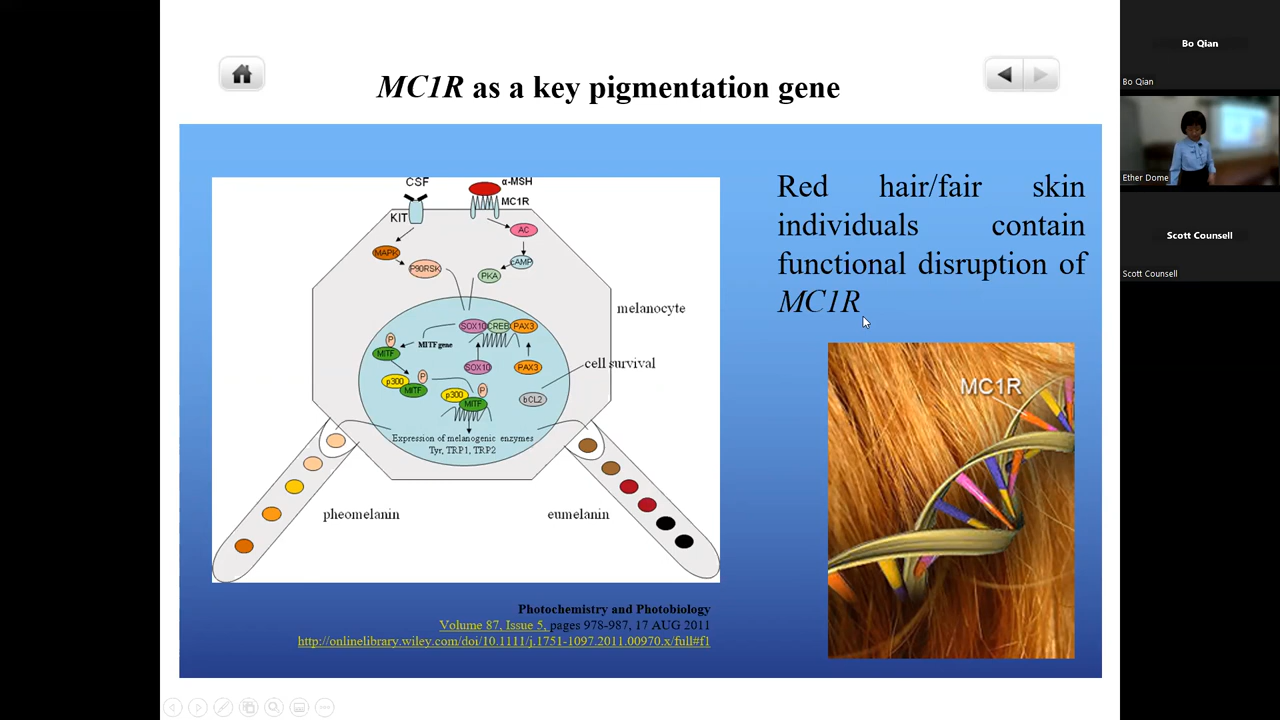 MC1R as a key pigmentation gene
CSF
α-MSH
KIT
MC1R
AC
MAPK
P90RSK
cAMP
PKA
melanocyte
SOX10
CREB
PAX3
P
MITF gene
MITF
SOX10
PAX3
cell survival
p300
P
MITF
p300
P
MITF
bCL2
Expression of melanogenic enzymes
Tyr, TRP1, TRP2
pheomelanin
eumelanin
Red hair/fair skin
individuals contain
functional disruption of
MC1R
MC1R
Photochemistry and Photobiology
Volume 87, Issue 5, pages 978-987, 17 AUG 2011
http://onlinelibrary.wiley.com/doi/10.1111/j.1751-1097.2011.00970.x/full#f1
Bo Qian
Bo Qian
Ether Dome
Scott Counsell
Scott Counsell